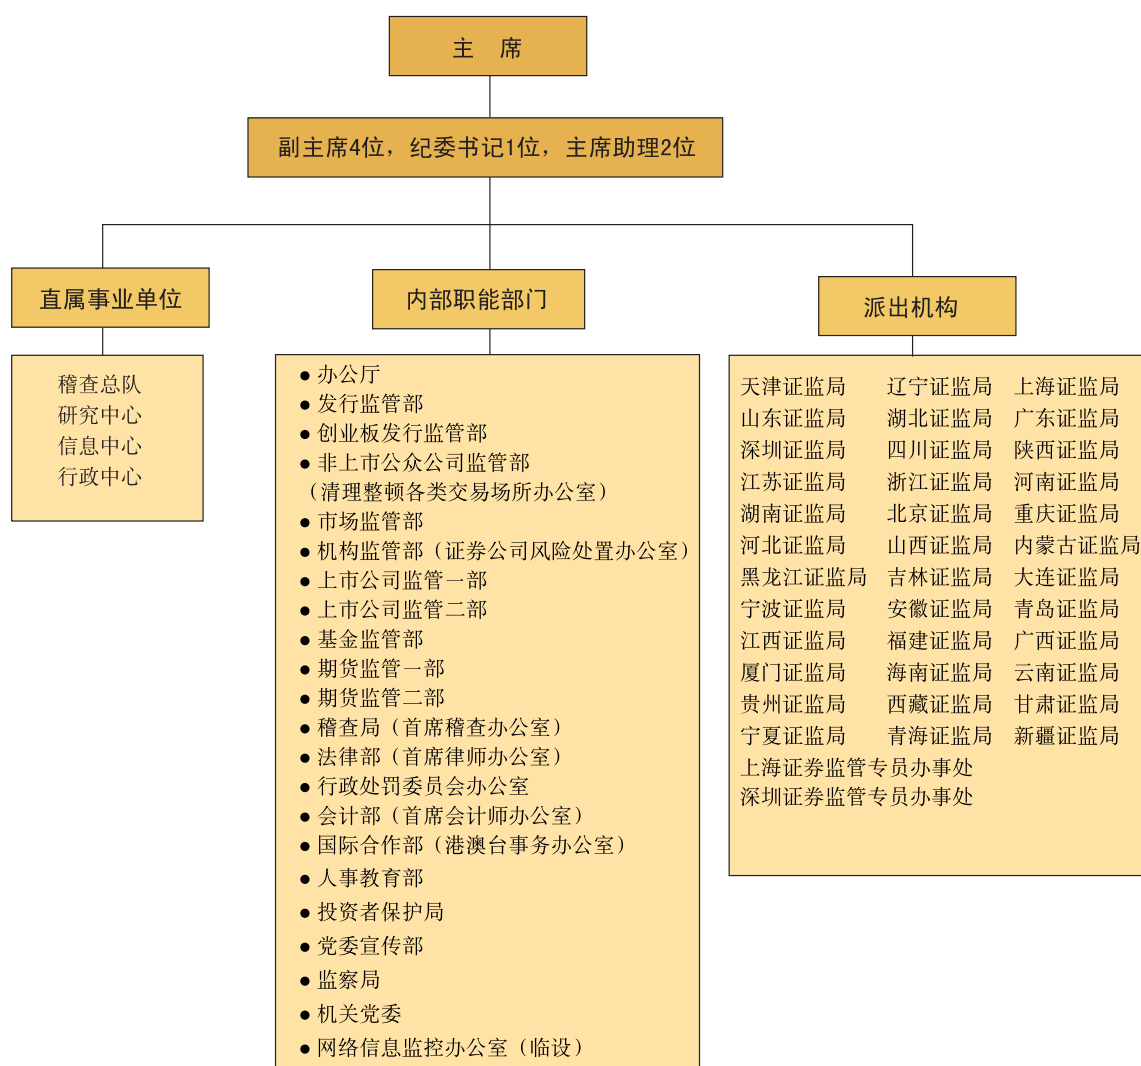 主 席
副主席4位，纪委书记1位，主席助理2位
直属事业单位
稽查总队
研究中心
信息中心
行政中心
内部职能部门
● 办公厅
● 发行监管部
● 创业板发行监管部
● 非上市公众公司监管部
（清理整顿各类交易场所办公室）
● 市场监管部
● 机构监管部（证券公司风险处置办公室）
● 上市公司监管一部
● 上市公司监管二部
● 基金监管部
● 期货监管一部
● 期货监管二部
● 稽查局（首席稽查办公室）
● 法律部（首席律师办公室）
● 行政处罚委员会办公室
● 会计部（首席会计师办公室）
● 国际合作部（港澳台事务办公室）
● 人事教育部
● 投资者保护局
● 党委宣传部
● 监察局
● 机关党委
● 网络信息监控办公室（临设）
派出机构
天津证监局 辽宁证监局 上海证监局
山东证监局 湖北证监局 广东证监局
深圳证监局 四川证监局 陕西证监局
江苏证监局 浙江证监局 河南证监局
湖南证监局 北京证监局 重庆证监局
河北证监局 山西证监局 内蒙古证监局
黑龙江证监局 吉林证监局 大连证监局
宁波证监局 安徽证监局 青岛证监局
江西证监局 福建证监局 广西证监局
厦门证监局 海南证监局 云南证监局
贵州证监局 西藏证监局 甘肃证监局
宁夏证监局 青海证监局 新疆证监局
上海证券监管专员办事处
深圳证券监管专员办事处